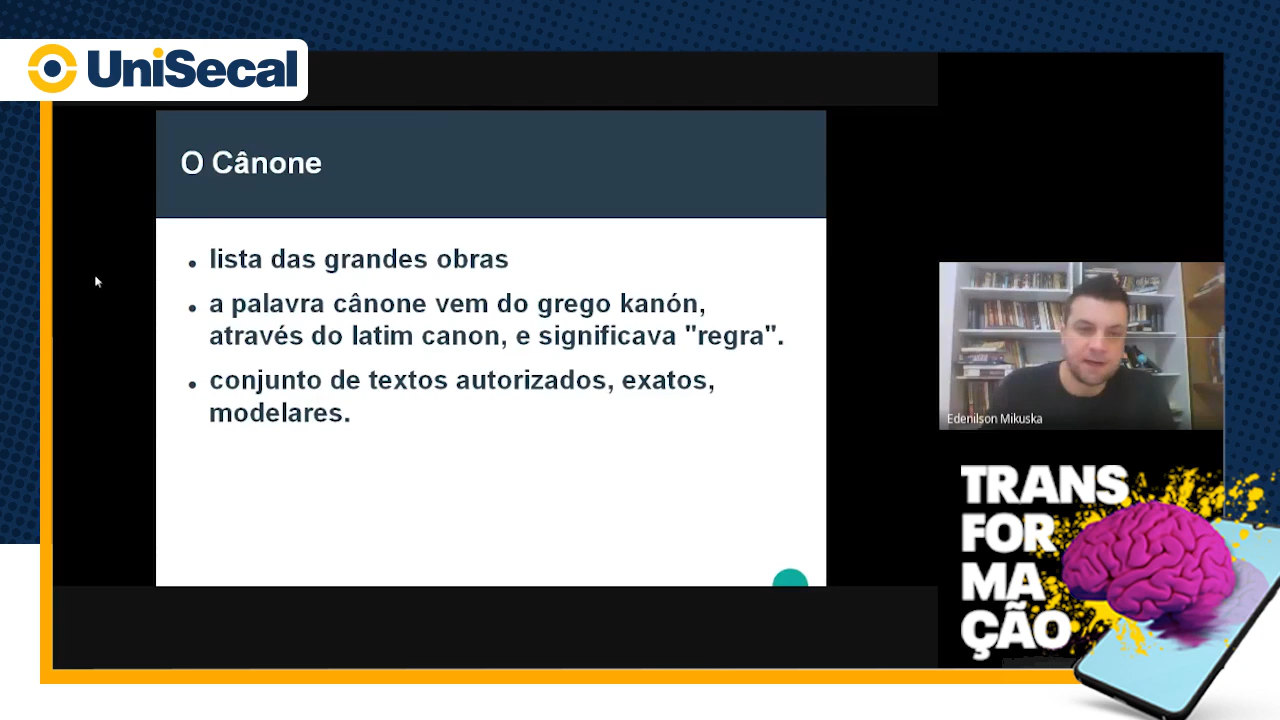 UniSecal
O Cânone
• lista das grandes obras
• a palavra cânone vem do grego kanón,
através do latim canon, e significava "regra".
• conjunto de textos autorizados, exatos,
modelares.
Edenilson Mikuska
TRANS
FOR
MA
ÇÃO